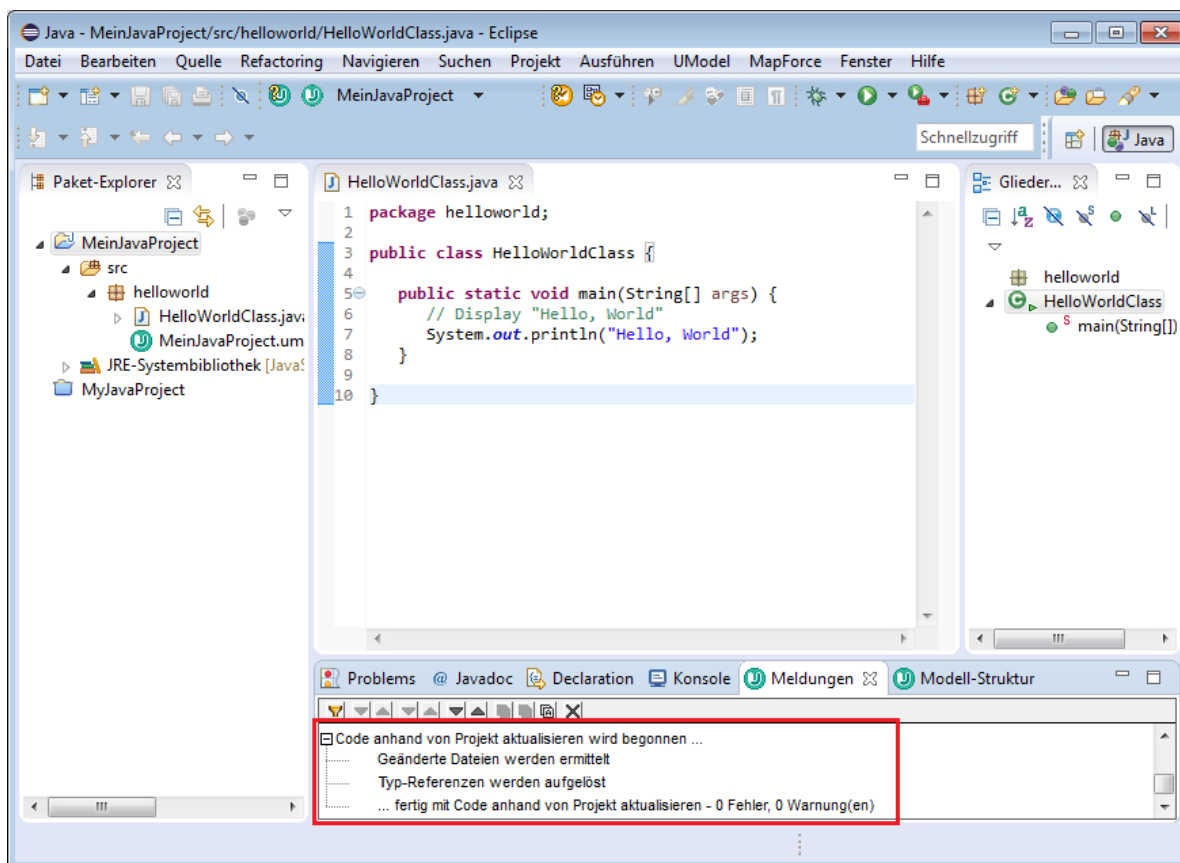 Java - MeinJavaProject/src/helloworld/HelloWorldClass.java - Eclipse
Datei Bearbeiten Quelle Refactoring Navigieren Suchen Projekt Ausführen UModel MapForce Fenster Hilfe
MeinJavaProject
Schnellzugriff
Java
Paket-Explorer
MeinJavaProject
src
helloworld
HelloWorldClass.java
MeinJavaProject.um
JRE-Systembibliothek [JavaS
MyJavaProject
HelloWorldClass.java
1 package helloworld;
2
3 public class HelloWorldClass {
4
5 public static void main(String[] args) {
6 // Display "Hello, World"
7 System.out.println("Hello, World");
8 }
9
10 }
Glieder...
helloworld
HelloWorldClass
main(String[])
Problems @ Javadoc Declaration Konsole Meldungen Modell-Struktur
Code anhand von Projekt aktualisieren wird begonnen ...
Geänderte Dateien werden ermittelt
Typ-Referenzen werden aufgelöst
... fertig mit Code anhand von Projekt aktualisieren - 0 Fehler, 0 Warnung(en)